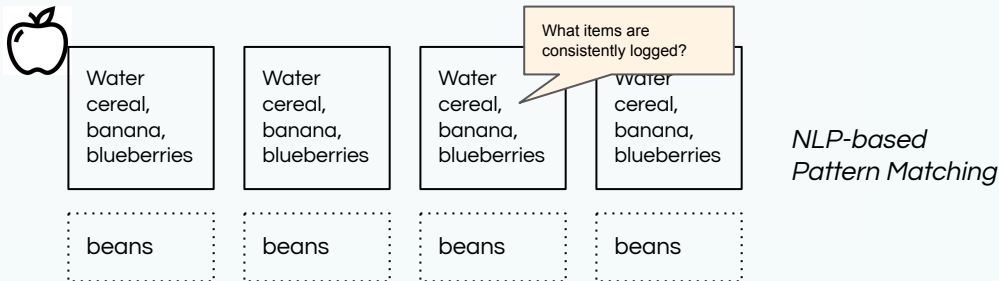 What items are
consistently logged?
Water
cereal,
banana,
blueberries
Water
cereal,
banana,
blueberries
Water
cereal,
banana,
blueberries
Water
cereal,
banana,
blueberries
NLP-based
Pattern Matching
beans
beans
beans
beans